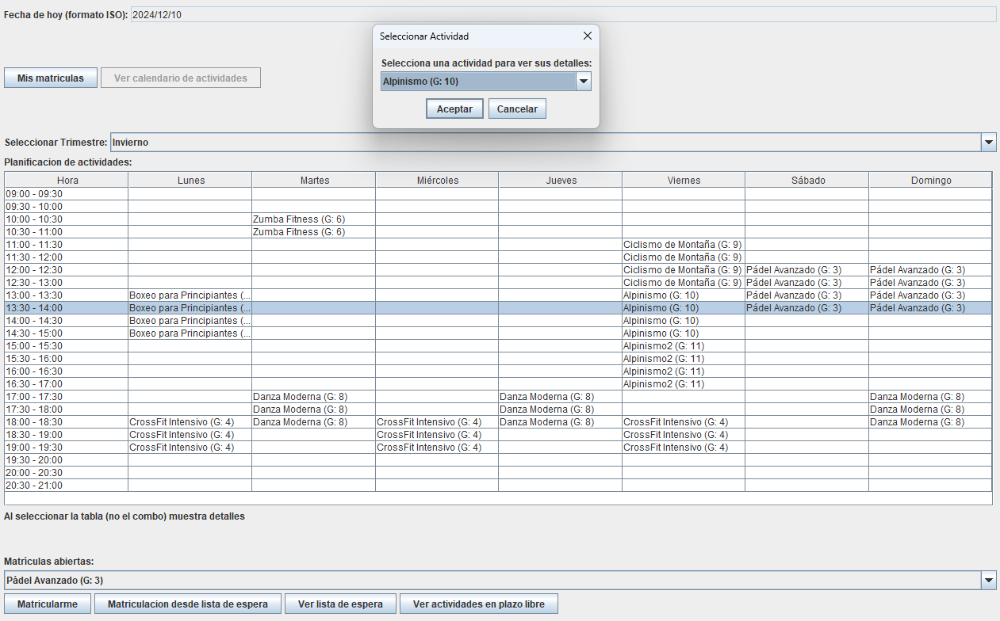 Fecha de hoy (formato ISO): 2024/12/10
Seleccionar Actividad
Selecciona una actividad para ver sus detalles:
Alpinismo (G: 10)
Aceptar Cancelar
Mis matriculas Ver calendario de actividades
Seleccionar Trimestre: Invierno
Planificacion de actividades:
Hora Lunes Martes Miércoles Jueves Viernes Sábado Domingo
09:00 - 09:30
09:30 - 10:00
10:00 - 10:30 Zumba Fitness (G: 6)
10:30 - 11:00 Zumba Fitness (G: 6)
11:00 - 11:30 Ciclismo de Montaña (G: 9)
11:30 - 12:00 Ciclismo de Montaña (G: 9)
12:00 - 12:30 Ciclismo de Montaña (G: 9) Pádel Avanzado (G: 3) Pádel Avanzado (G: 3)
12:30 - 13:00 Ciclismo de Montaña (G: 9) Pádel Avanzado (G: 3) Pádel Avanzado (G: 3)
13:00 - 13:30 Boxeo para Principiantes (... Alpinismo (G: 10) Pádel Avanzado (G: 3) Pádel Avanzado (G: 3)
13:30 - 14:00 Boxeo para Principiantes (... Alpinismo (G: 10) Pádel Avanzado (G: 3) Pádel Avanzado (G: 3)
14:00 - 14:30 Boxeo para Principiantes (... Alpinismo (G: 10)
14:30 - 15:00 Boxeo para Principiantes (... Alpinismo (G: 10)
15:00 - 15:30 Alpinismo2 (G: 11)
15:30 - 16:00 Alpinismo2 (G: 11)
16:00 - 16:30 Alpinismo2 (G: 11)
16:30 - 17:00 Alpinismo2 (G: 11)
17:00 - 17:30 Danza Moderna (G: 8) Danza Moderna (G: 8) Danza Moderna (G: 8)
17:30 - 18:00 Danza Moderna (G: 8) Danza Moderna (G: 8) Danza Moderna (G: 8)
18:00 - 18:30 CrossFit Intensivo (G: 4) Danza Moderna (G: 8) CrossFit Intensivo (G: 4) Danza Moderna (G: 8) CrossFit Intensivo (G: 4) Danza Moderna (G: 8)
18:30 - 19:00 CrossFit Intensivo (G: 4) CrossFit Intensivo (G: 4) CrossFit Intensivo (G: 4)
19:00 - 19:30 CrossFit Intensivo (G: 4) CrossFit Intensivo (G: 4) CrossFit Intensivo (G: 4)
19:30 - 20:00
20:00 - 20:30
20:30 - 21:00
Al seleccionar la tabla (no el combo) muestra detalles
Matrículas abiertas:
Pádel Avanzado (G: 3)
Matricularme Matriculacion desde lista de espera Ver lista de espera Ver actividades en plazo libre